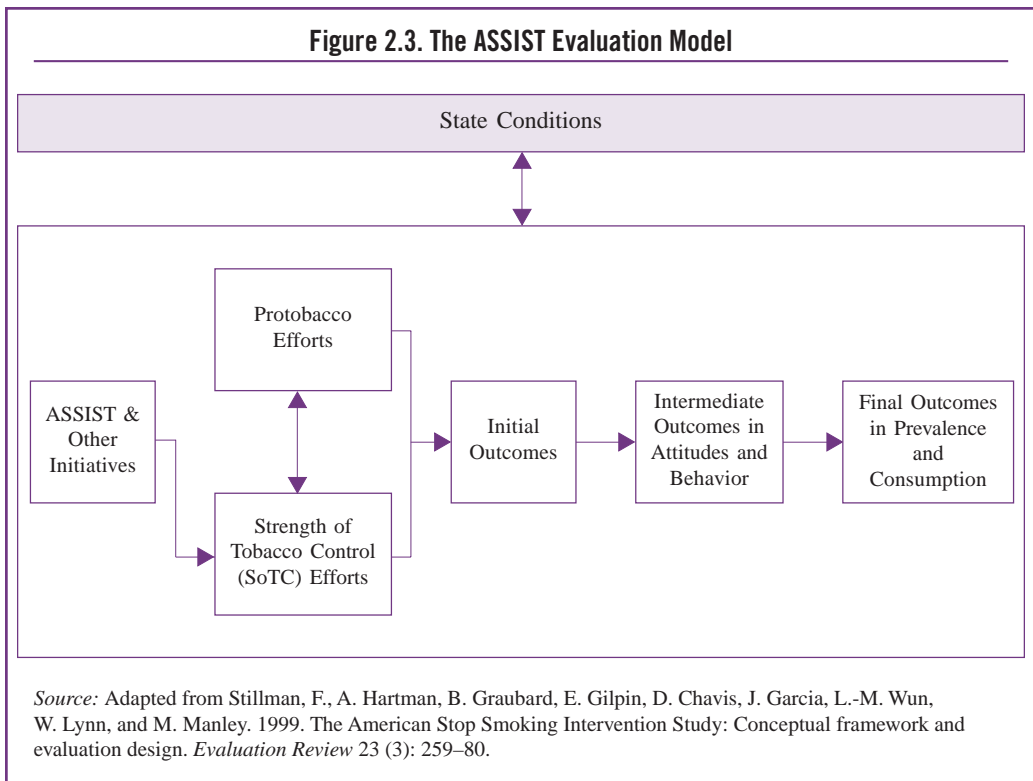 Figure 2.3. The ASSIST Evaluation Model
State Conditions
Protobacco
Efforts
ASSIST &
Other
Initiatives
Strength of
Tobacco Control
(SoTC) Efforts
Initial
Outcomes
Intermediate
Outcomes in
Attitudes and
Behavior
Final Outcomes
in Prevalence
and
Consumption
Source: Adapted from Stillman, F., A. Hartman, B. Graubard, E. Gilpin, D. Chavis, J. Garcia, L.-M. Wun,
W. Lynn, and M. Manley. 1999. The American Stop Smoking Intervention Study: Conceptual framework and
evaluation design. Evaluation Review 23 (3): 259–80.